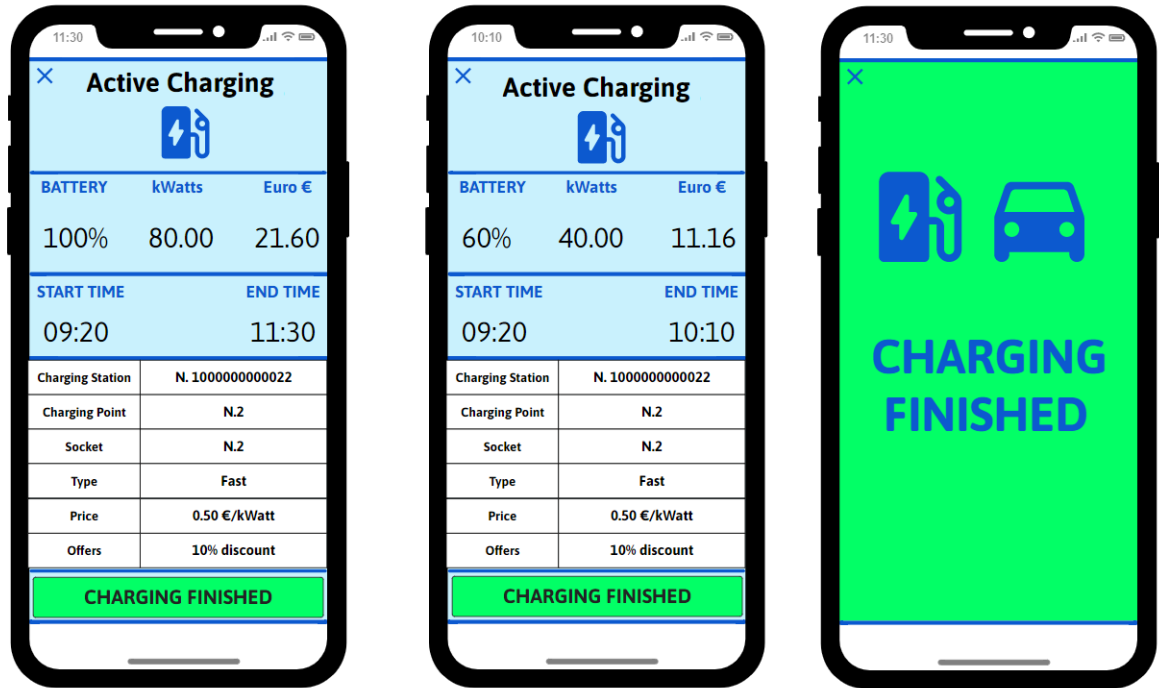 11:30
Active Charging
BATTERY kWatts Euro €
100% 80.00 21.60
START TIME END TIME
09:20 11:30
Charging Station N. 1000000000022
Charging Point N.2
Socket N.2
Type Fast
Price 0.50 €/kWatt
Offers 10% discount
CHARGING FINISHED
10:10
Active Charging
BATTERY kWatts Euro €
60% 40.00 11.16
START TIME END TIME
09:20 10:10
Charging Station N. 1000000000022
Charging Point N.2
Socket N.2
Type Fast
Price 0.50 €/kWatt
Offers 10% discount
CHARGING FINISHED
11:30
CHARGING
FINISHED